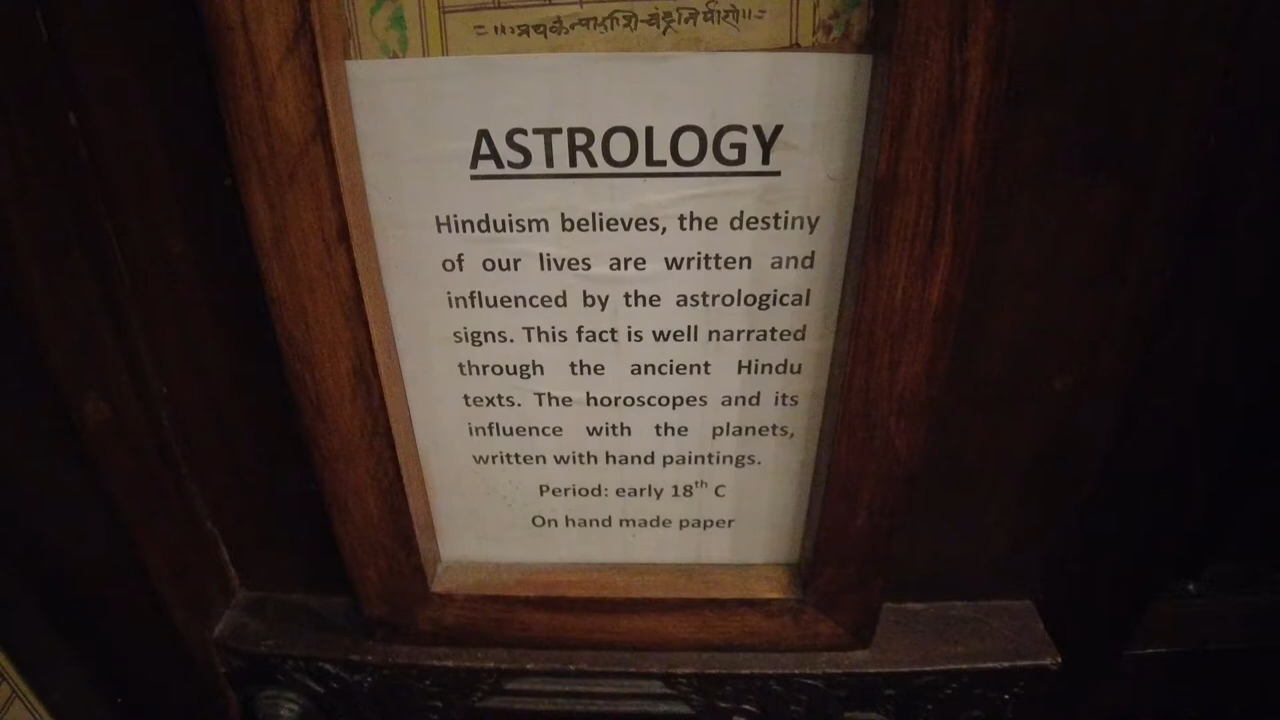 ASTROLOGY
Hinduism believes, the destiny
of our lives are written and
influenced by the astrological
signs. This fact is well narrated
through the ancient Hindu
texts. The horoscopes and its
influence with the planets,
written with hand paintings.
Period: early 18th C
On hand made paper